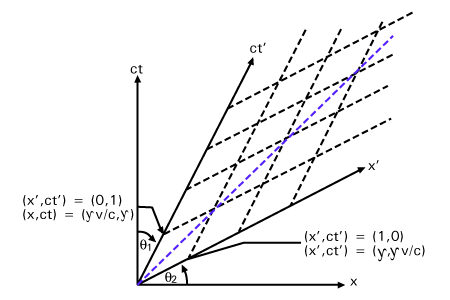 ct'
ct
x'
(x',ct') = (0,1)
(x,ct) = (γv/c,γ)
θ1
(x',ct') = (1,0)
(x',ct') = (γ,γv/c)
θ2
x